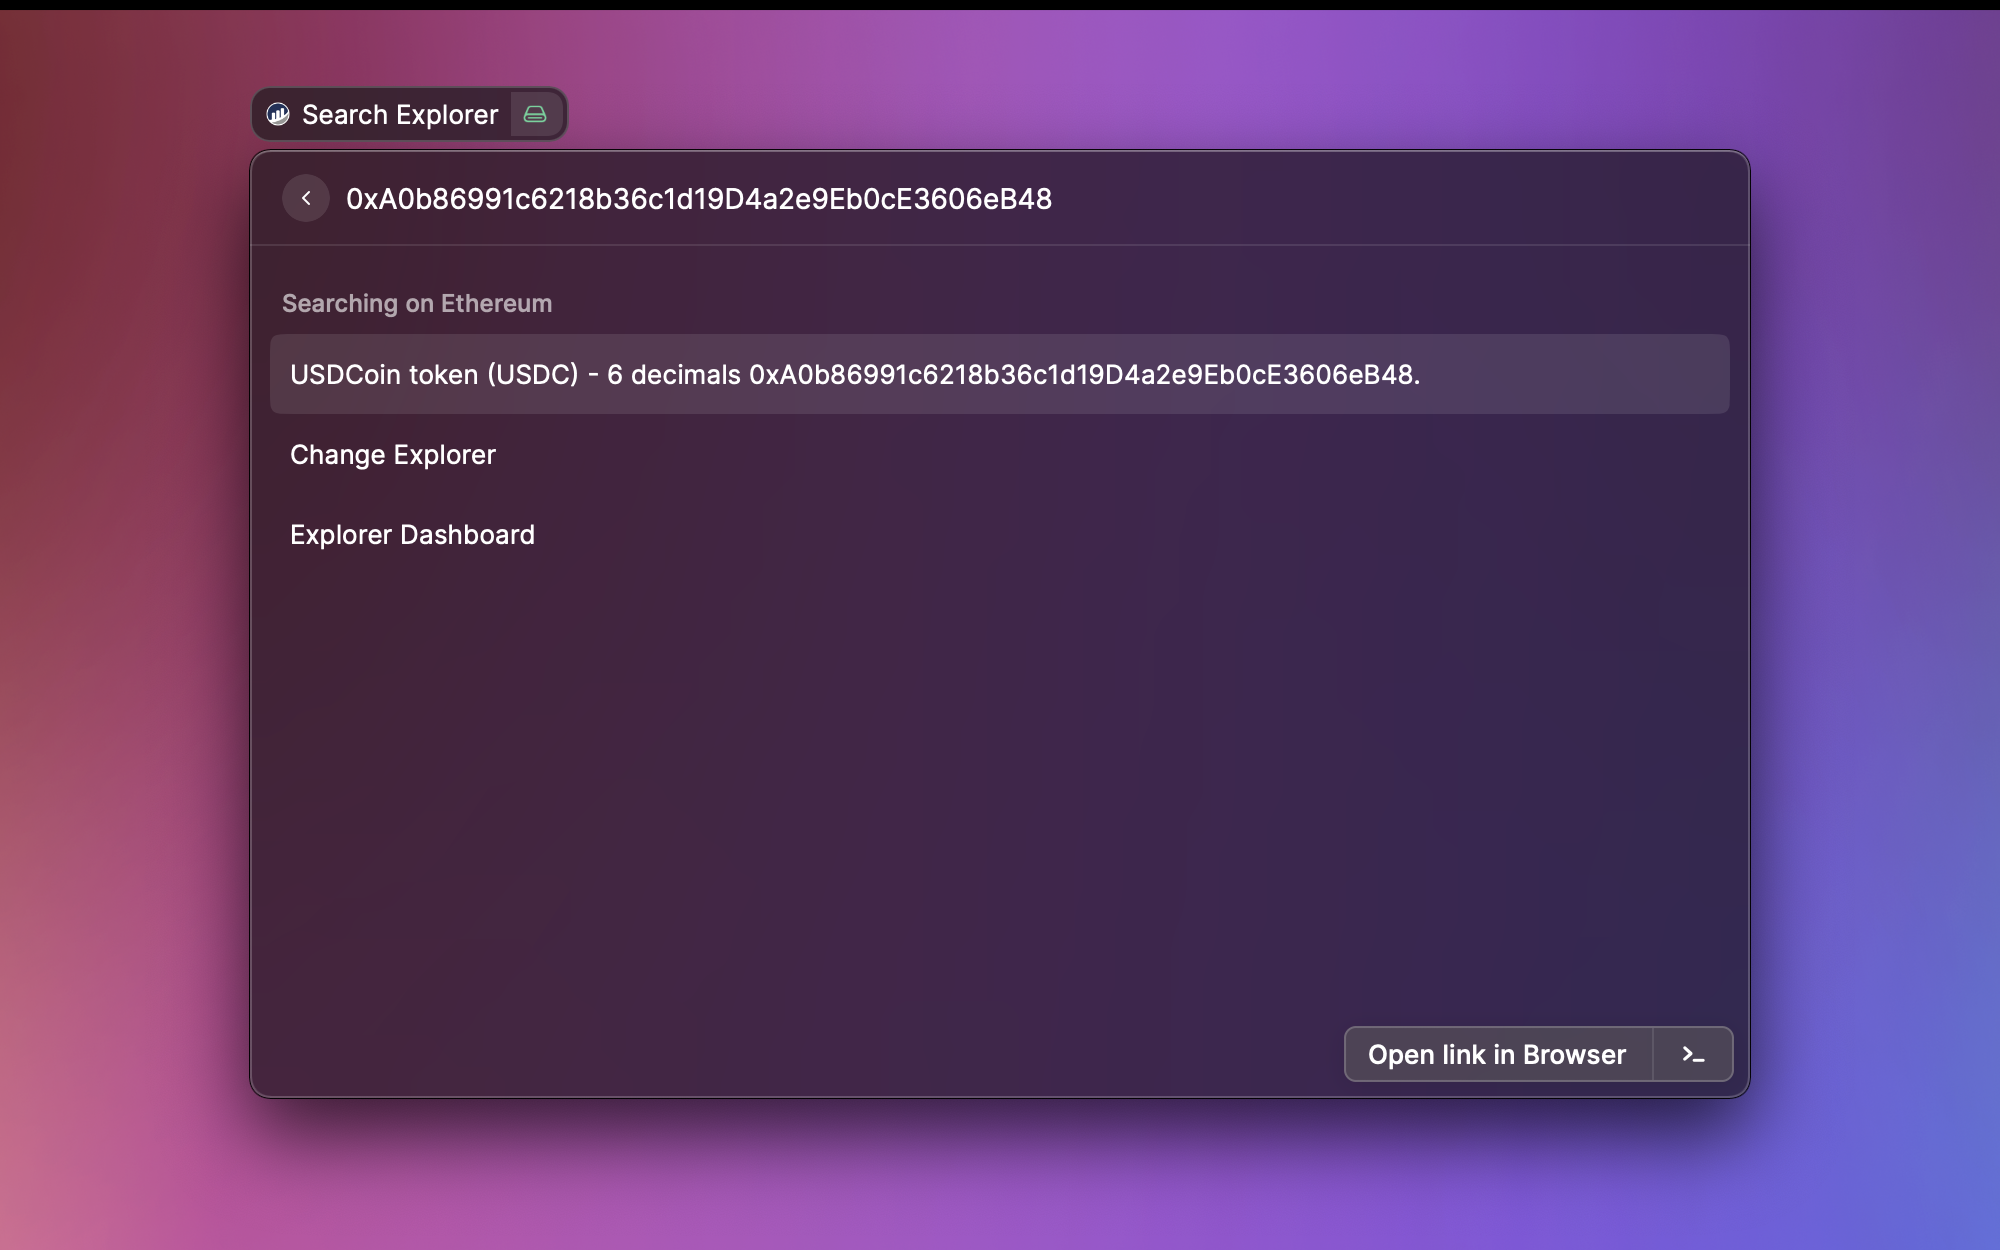 Search Explorer
0xA0b86991c6218b36c1d19D4a2e9Eb0cE3606eB48
Searching on Ethereum
USDCoin token (USDC) - 6 decimals 0xA0b86991c6218b36c1d19D4a2e9Eb0cE3606eB48.
Change Explorer
Explorer Dashboard
Open link in Browser